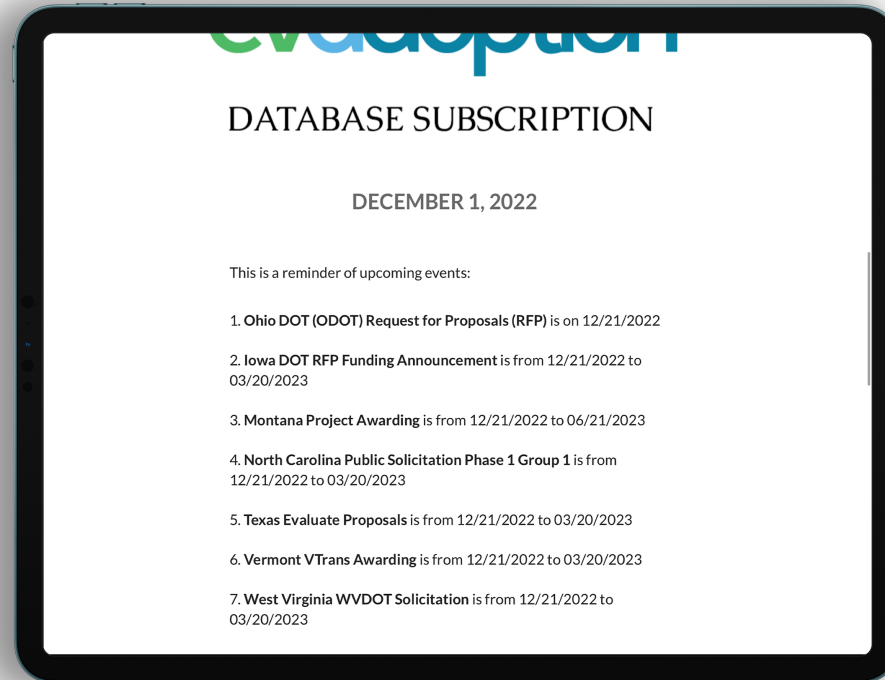 evadoption
DATABASE SUBSCRIPTION
DECEMBER 1, 2022
This is a reminder of upcoming events:
1. Ohio DOT (ODOT) Request for Proposals (RFP) is on 12/21/2022
2. Iowa DOT RFP Funding Announcement is from 12/21/2022 to
03/20/2023
3. Montana Project Awarding is from 12/21/2022 to 06/21/2023
4. North Carolina Public Solicitation Phase 1 Group 1 is from
12/21/2022 to 03/20/2023
5. Texas Evaluate Proposals is from 12/21/2022 to 03/20/2023
6. Vermont VTrans Awarding is from 12/21/2022 to 03/20/2023
7. West Virginia WVDOT Solicitation is from 12/21/2022 to
03/20/2023